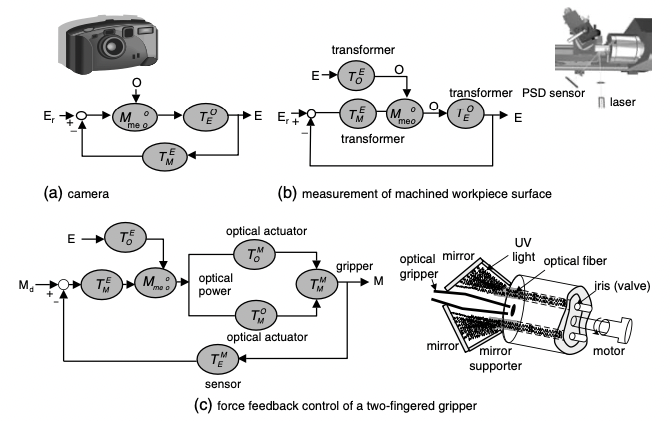 O
E_r + −
M_{me o}^{o}
T_E^O
E
T_M^E
(a) camera
transformer
E
T_O^E
O
E_r + −
T_M^E
transformer
M_{me o}^{o}
O
transformer
I_E^O
E
PSD sensor
laser
(b) measurement of machined workpiece surface
E
T_O^E
M_d + −
T_M^E
M_{me o}^{o}
optical
power
optical actuator
T_O^M
T_M^O
optical actuator
gripper
T_M^M
M
T_E^M
sensor
UV
light
mirror
optical
gripper
optical fiber
iris (valve)
motor
mirror
mirror
supporter
(c) force feedback control of a two-fingered gripper